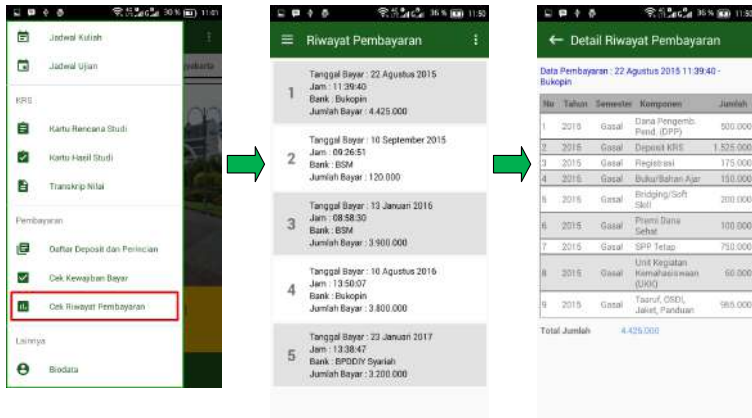 30% 11:01
Jadwal Kuliah
Jadwal Ujian
KRS
Kartu Rencana Studi
Kartu Hasil Studi
Transkrip Nilai
Pembayaran
Daftar Deposit dan Perincian
Cek Kewajiban Bayar
Cek Riwayat Pembayaran
Lainnya
Biodata
36% 11:50
Riwayat Pembayaran
Tanggal Bayar : 22 Agustus 2015
Jam : 11:39:40
1
Bank : Bukopin
Jumlah Bayar : 4.425.000
Tanggal Bayar : 10 September 2015
Jam : 09:26:51
2
Bank : BSM
Jumlah Bayar : 120.000
Tanggal Bayar : 13 Januari 2016
Jam : 08:58:30
3
Bank : BSM
Jumlah Bayar : 3.900.000
Tanggal Bayar : 10 Agustus 2016
Jam : 13:50:07
4
Bank : Bukopin
Jumlah Bayar : 3.800.000
Tanggal Bayar : 23 Januari 2017
Jam : 13:38:47
5
Bank : BPDDIY Syariah
Jumlah Bayar : 3.200.000
36% 11:50
Detail Riwayat Pembayaran
Data Pembayaran : 22 Agustus 2015 11:39:40 -
Bukopin
No Tahun Semester Komponen Jumlah
1 2015 Gasal Dana Pengemb. Pend. (DPP) 500.000
2 2015 Gasal Deposit KRS 1.525.000
3 2015 Gasal Registrasi 175.000
4 2015 Gasal Buku/Bahan Ajar 150.000
5 2015 Gasal Bridging/Soft Skill 200.000
6 2015 Gasal Premi Dana Sehat 100.000
7 2015 Gasal SPP Tetap 750.000
8 2015 Gasal Unit Kegiatan Kemahasiswaan (UKK) 60.000
9 2015 Gasal Taaruf, OSDI, Jaket, Panduan 965.000
Total Jumlah 4.425.000